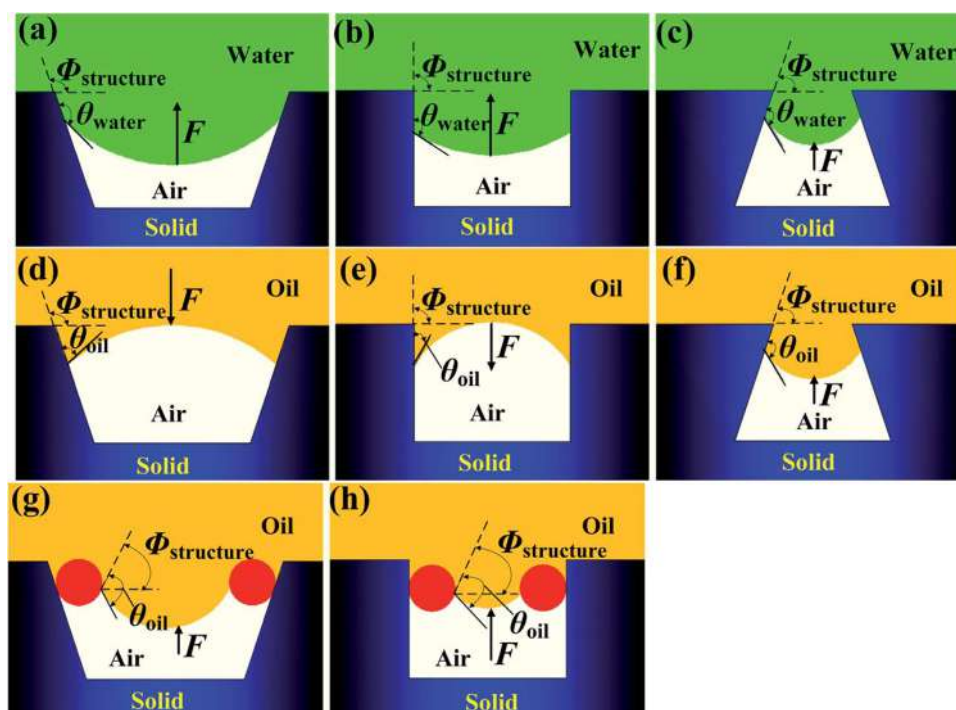 (a)
Water
Φstructure
θwater
F
Air
Solid
(b)
Water
Φstructure
θwater
F
Air
Solid
(c)
Water
Φstructure
θwater
F
Air
Solid
(d)
Oil
F
Φstructure
θoil
Air
Solid
(e)
Oil
Φstructure
F
θoil
Air
Solid
(f)
Oil
Φstructure
θoil
F
Air
Solid
(g)
Oil
Φstructure
θoil
F
Air
Solid
(h)
Oil
Φstructure
θoil
F
Air
Solid